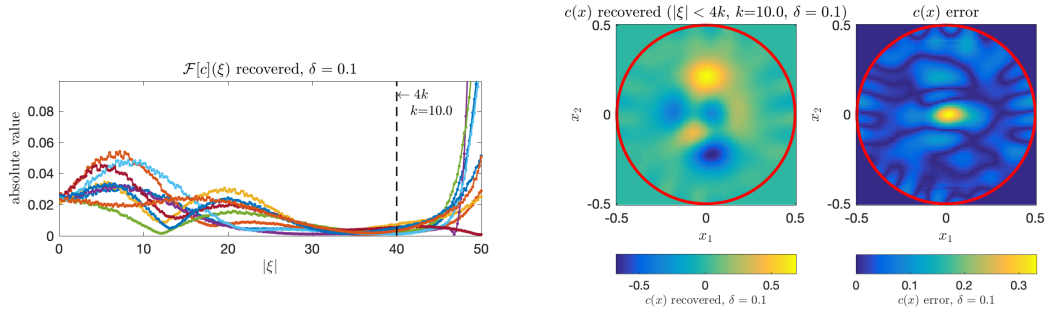 𝓕[c](ξ) recovered, δ = 0.1
absolute value
0.08
0.06
0.04
0.02
0
← 4k
k=10.0
0 10 20 30 40 50
|ξ|
c(x) recovered (|ξ| < 4k, k=10.0, δ = 0.1)
0.5
x₂
0
-0.5
-0.5 0 0.5
x₁
-0.5 0 0.5
c(x) recovered, δ = 0.1
c(x) error
0.5
x₂
0
-0.5
-0.5 0 0.5
x₁
0 0.1 0.2 0.3
c(x) error, δ = 0.1